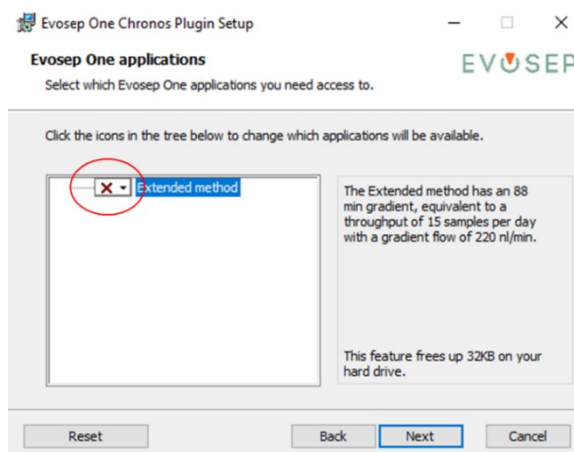 Evosep One Chronos Plugin Setup
Evosep One applications
EVOSEP
Select which Evosep One applications you need access to.
Click the icons in the tree below to change which applications will be available.
Extended method
The Extended method has an 88
min gradient, equivalent to a
throughput of 15 samples per day
with a gradient flow of 220 nl/min.
This feature frees up 32KB on your
hard drive.
Reset
Back
Next
Cancel